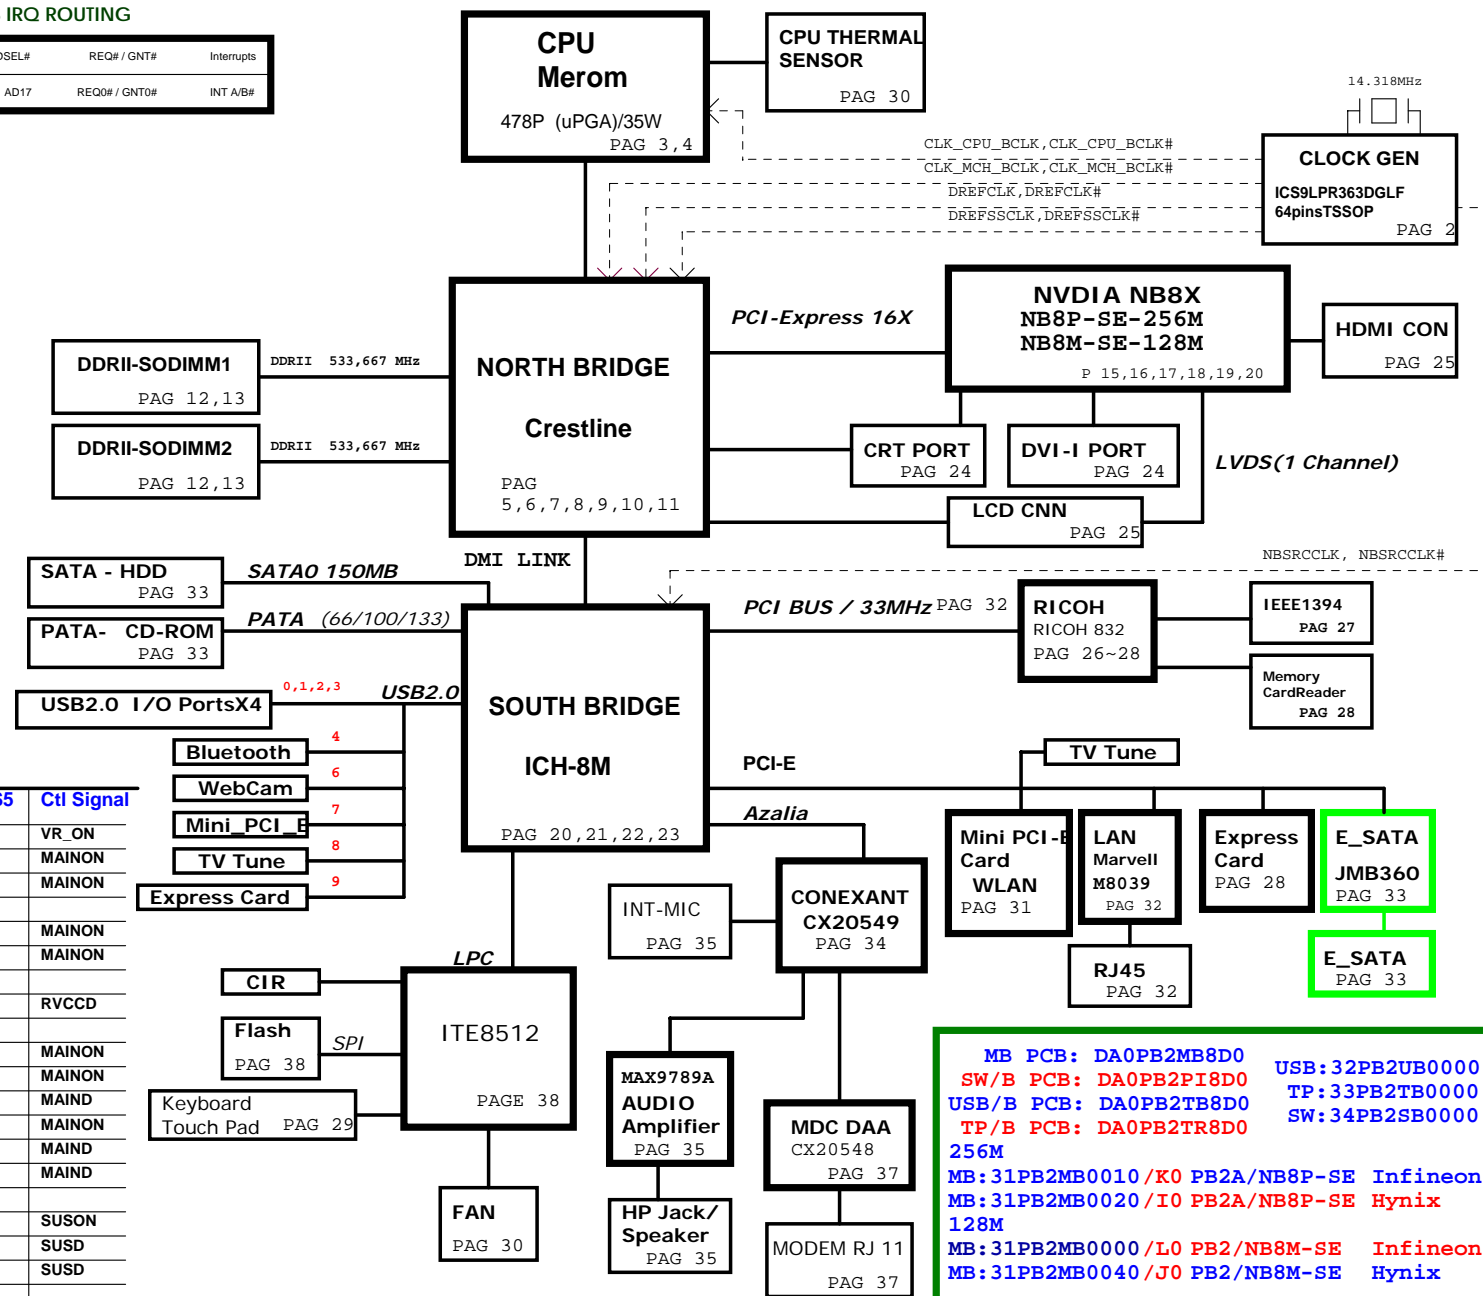 IRQ ROUTING
REQ# / GNT#
Interrupts
AD17
REQ0# / GNT0#
INT A/B#
CPU
Merom
478P (uPGA)/35W
PAG 3,4
CPU THERMAL
SENSOR
PAG 30
14.318MHz
CLOCK GEN
ICS9LPR363DGLF
64pinsTSSOP
PAG 2
CLK_CPU_BCLK,CLK_CPU_BCLK#
CLK_MCH_BCLK,CLK_MCH_BCLK#
DREFCLK,DREFCLK#
DREFSSCLK,DREFSSCLK#
NORTH BRIDGE
Crestline
PAG
5,6,7,8,9,10,11
PCI-Express 16X
NVDIA NB8X
NB8P-SE-256M
NB8M-SE-128M
P 15,16,17,18,19,20
HDMI CON
PAG 25
DDRII-SODIMM1
PAG 12,13
DDRII 533,667 MHz
DDRII-SODIMM2
PAG 12,13
DDRII 533,667 MHz
CRT PORT
PAG 24
DVI-I PORT
PAG 24
LVDS(1 Channel)
LCD CNN
PAG 25
DMI LINK
NBSRCCLK, NBSRCCLK#
SATA - HDD
PAG 33
SATA0 150MB
PATA- CD-ROM
PAG 33
PATA (66/100/133)
USB2.0 I/O PortsX4
0,1,2,3
USB2.0
Bluetooth
4
WebCam
6
Mini_PCI_E
7
TV Tune
8
Express Card
9
SOUTH BRIDGE
ICH-8M
PAG 20,21,22,23
PCI BUS / 33MHz
PAG 32
RICOH
RICOH 832
PAG 26~28
IEEE1394
PAG 27
Memory
CardReader
PAG 28
PCI-E
TV Tune
Azalia
Mini PCI-E
Card
WLAN
PAG 31
LAN
Marvell
M8039
PAG 32
RJ45
PAG 32
Express
Card
PAG 28
E_SATA
JMB360
PAG 33
E_SATA
PAG 33
CONEXANT
CX20549
PAG 34
INT-MIC
PAG 35
MAX9789A
AUDIO
Amplifier
PAG 35
HP Jack/
Speaker
PAG 35
MDC DAA
CX20548
PAG 37
MODEM RJ 11
PAG 37
LPC
CIR
Flash
PAG 38
SPI
Keyboard
Touch Pad PAG 29
ITE8512
PAGE 38
FAN
PAG 30
Ctl Signal
VR_ON
MAINON
MAINON
MAINON
MAINON
RVCCD
MAINON
MAINON
MAIND
MAINON
MAIND
MAIND
SUSON
SUSD
SUSD
MB PCB: DA0PB2MB8D0
SW/B PCB: DA0PB2PI8D0
USB/B PCB: DA0PB2TB8D0
TP/B PCB: DA0PB2TR8D0
USB:32PB2UB0000
TP:33PB2TB0000
SW:34PB2SB0000
256M
MB:31PB2MB0010/K0 PB2A/NB8P-SE Infineon
MB:31PB2MB0020/I0 PB2A/NB8P-SE Hynix
128M
MB:31PB2MB0000/L0 PB2/NB8M-SE Infineon
MB:31PB2MB0040/J0 PB2/NB8M-SE Hynix